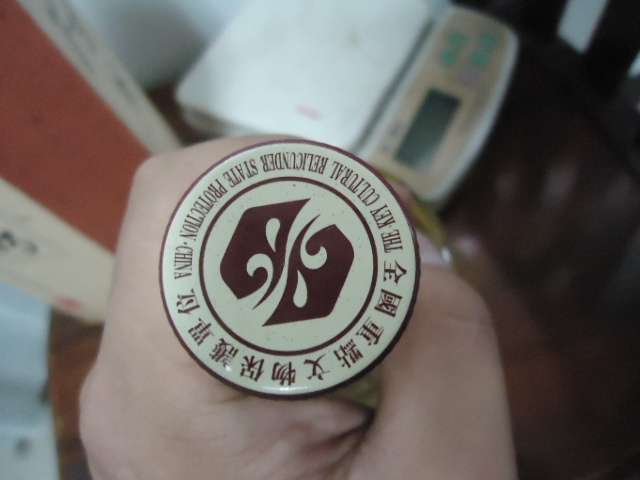 全國重點文物保護單位
THE KEY CULTURAL RELICUNDER STATE PROTECTION·CHINA